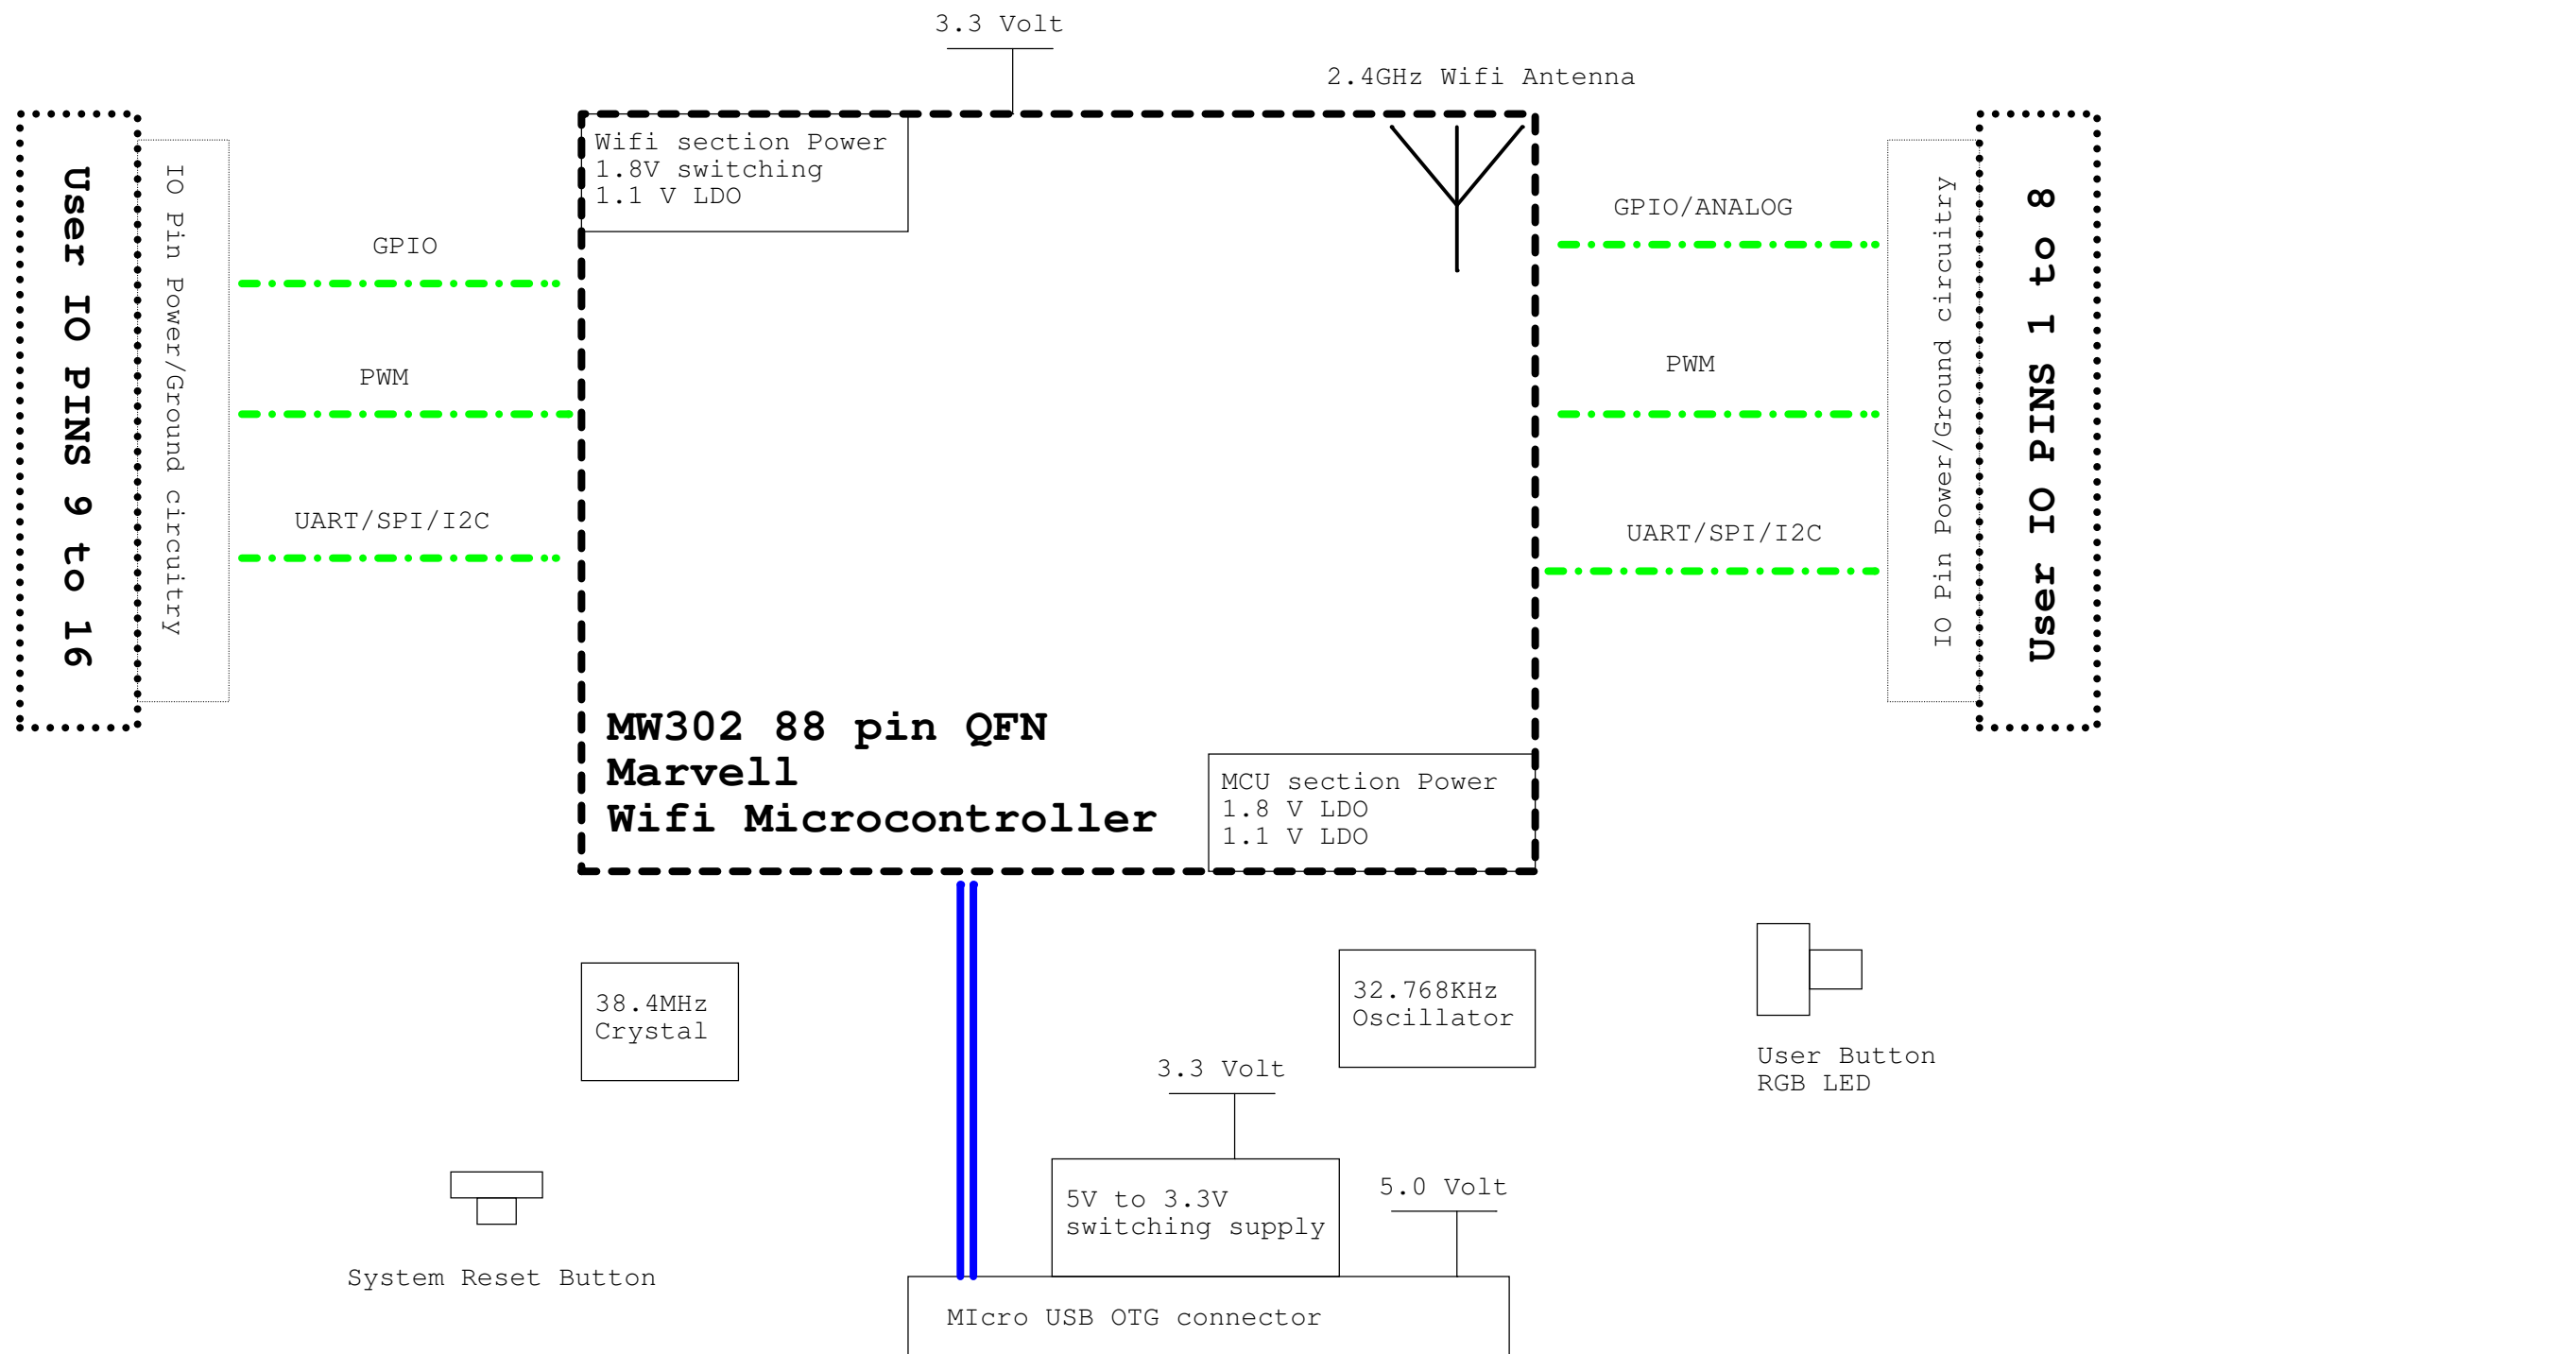 3.3 Volt
2.4GHz Wifi Antenna
User IO PINS 9 to 16
IO Pin Power/Ground circuitry
GPIO
PWM
UART/SPI/I2C
Wifi section Power
1.8V switching
1.1 V LDO
GPIO/ANALOG
PWM
UART/SPI/I2C
IO Pin Power/Ground circuitry
User IO PINS 1 to 8
MW302 88 pin QFN
Marvell
Wifi Microcontroller
MCU section Power
1.8 V LDO
1.1 V LDO
38.4MHz
Crystal
32.768KHz
Oscillator
User Button
RGB LED
3.3 Volt
5V to 3.3V
switching supply
5.0 Volt
System Reset Button
MIcro USB OTG connector